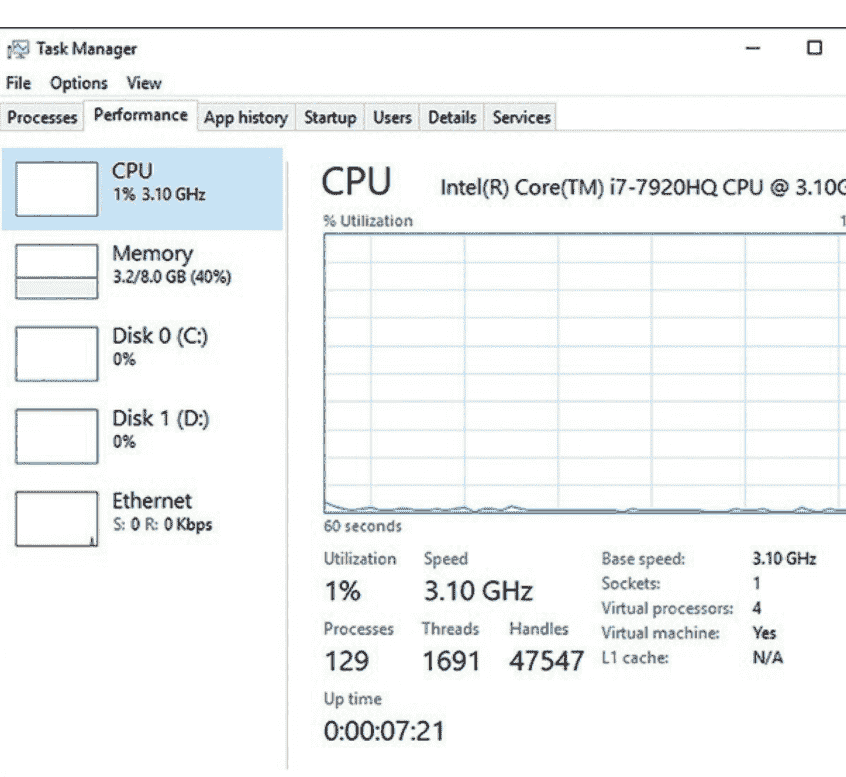 Task Manager
File Options View
Processes Performance App history Startup Users Details Services
CPU
1% 3.10 GHz
Memory
3.2/8.0 GB (40%)
Disk 0 (C:)
0%
Disk 1 (D:)
0%
Ethernet
S: 0 R: 0 Kbps
CPU Intel(R) Core(TM) i7-7920HQ CPU @ 3.10G
% Utilization 1
60 seconds
Utilization Speed
1% 3.10 GHz
Processes Threads Handles
129 1691 47547
Up time
0:00:07:21
Base speed: 3.10 GHz
Sockets: 1
Virtual processors: 4
Virtual machine: Yes
L1 cache: N/A